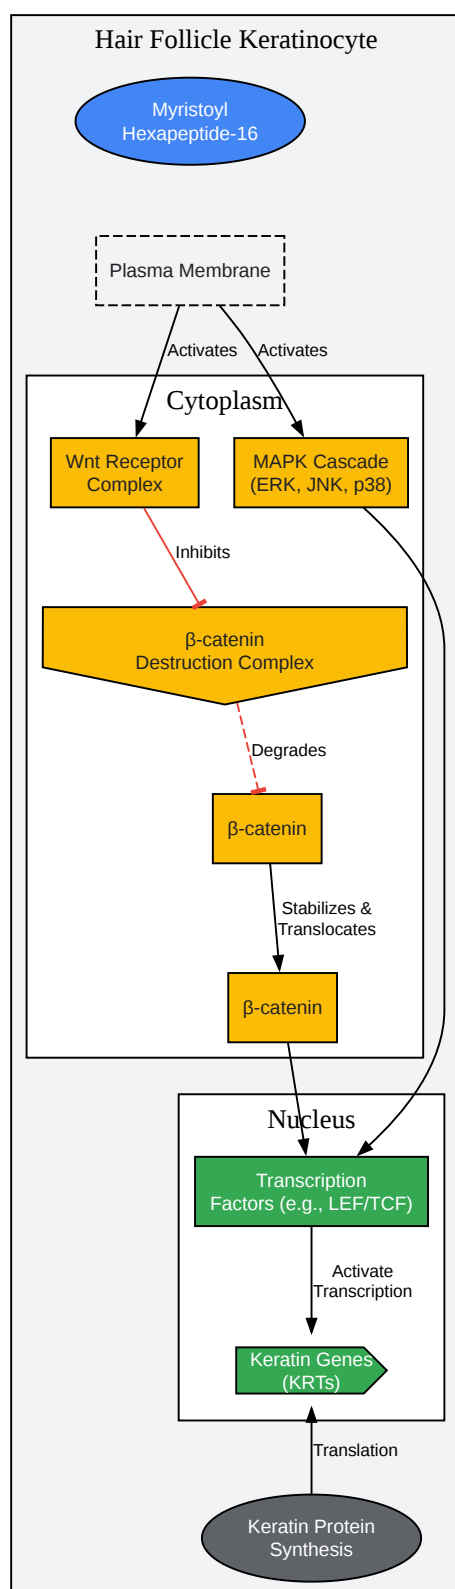 Hair Follicle Keratinocyte
Myristoyl
Hexapeptide-16
Plasma Membrane
Activates
Activates
Cytoplasm
Wnt Receptor
Complex
MAPK Cascade
(ERK, JNK, p38)
Inhibits
β-catenin
Destruction Complex
Degrades
β-catenin
Stabilizes &
Translocates
β-catenin
Nucleus
Transcription
Factors (e.g., LEF/TCF)
Activate
Transcription
Keratin Genes
(KRTs)
Translation
Keratin Protein
Synthesis